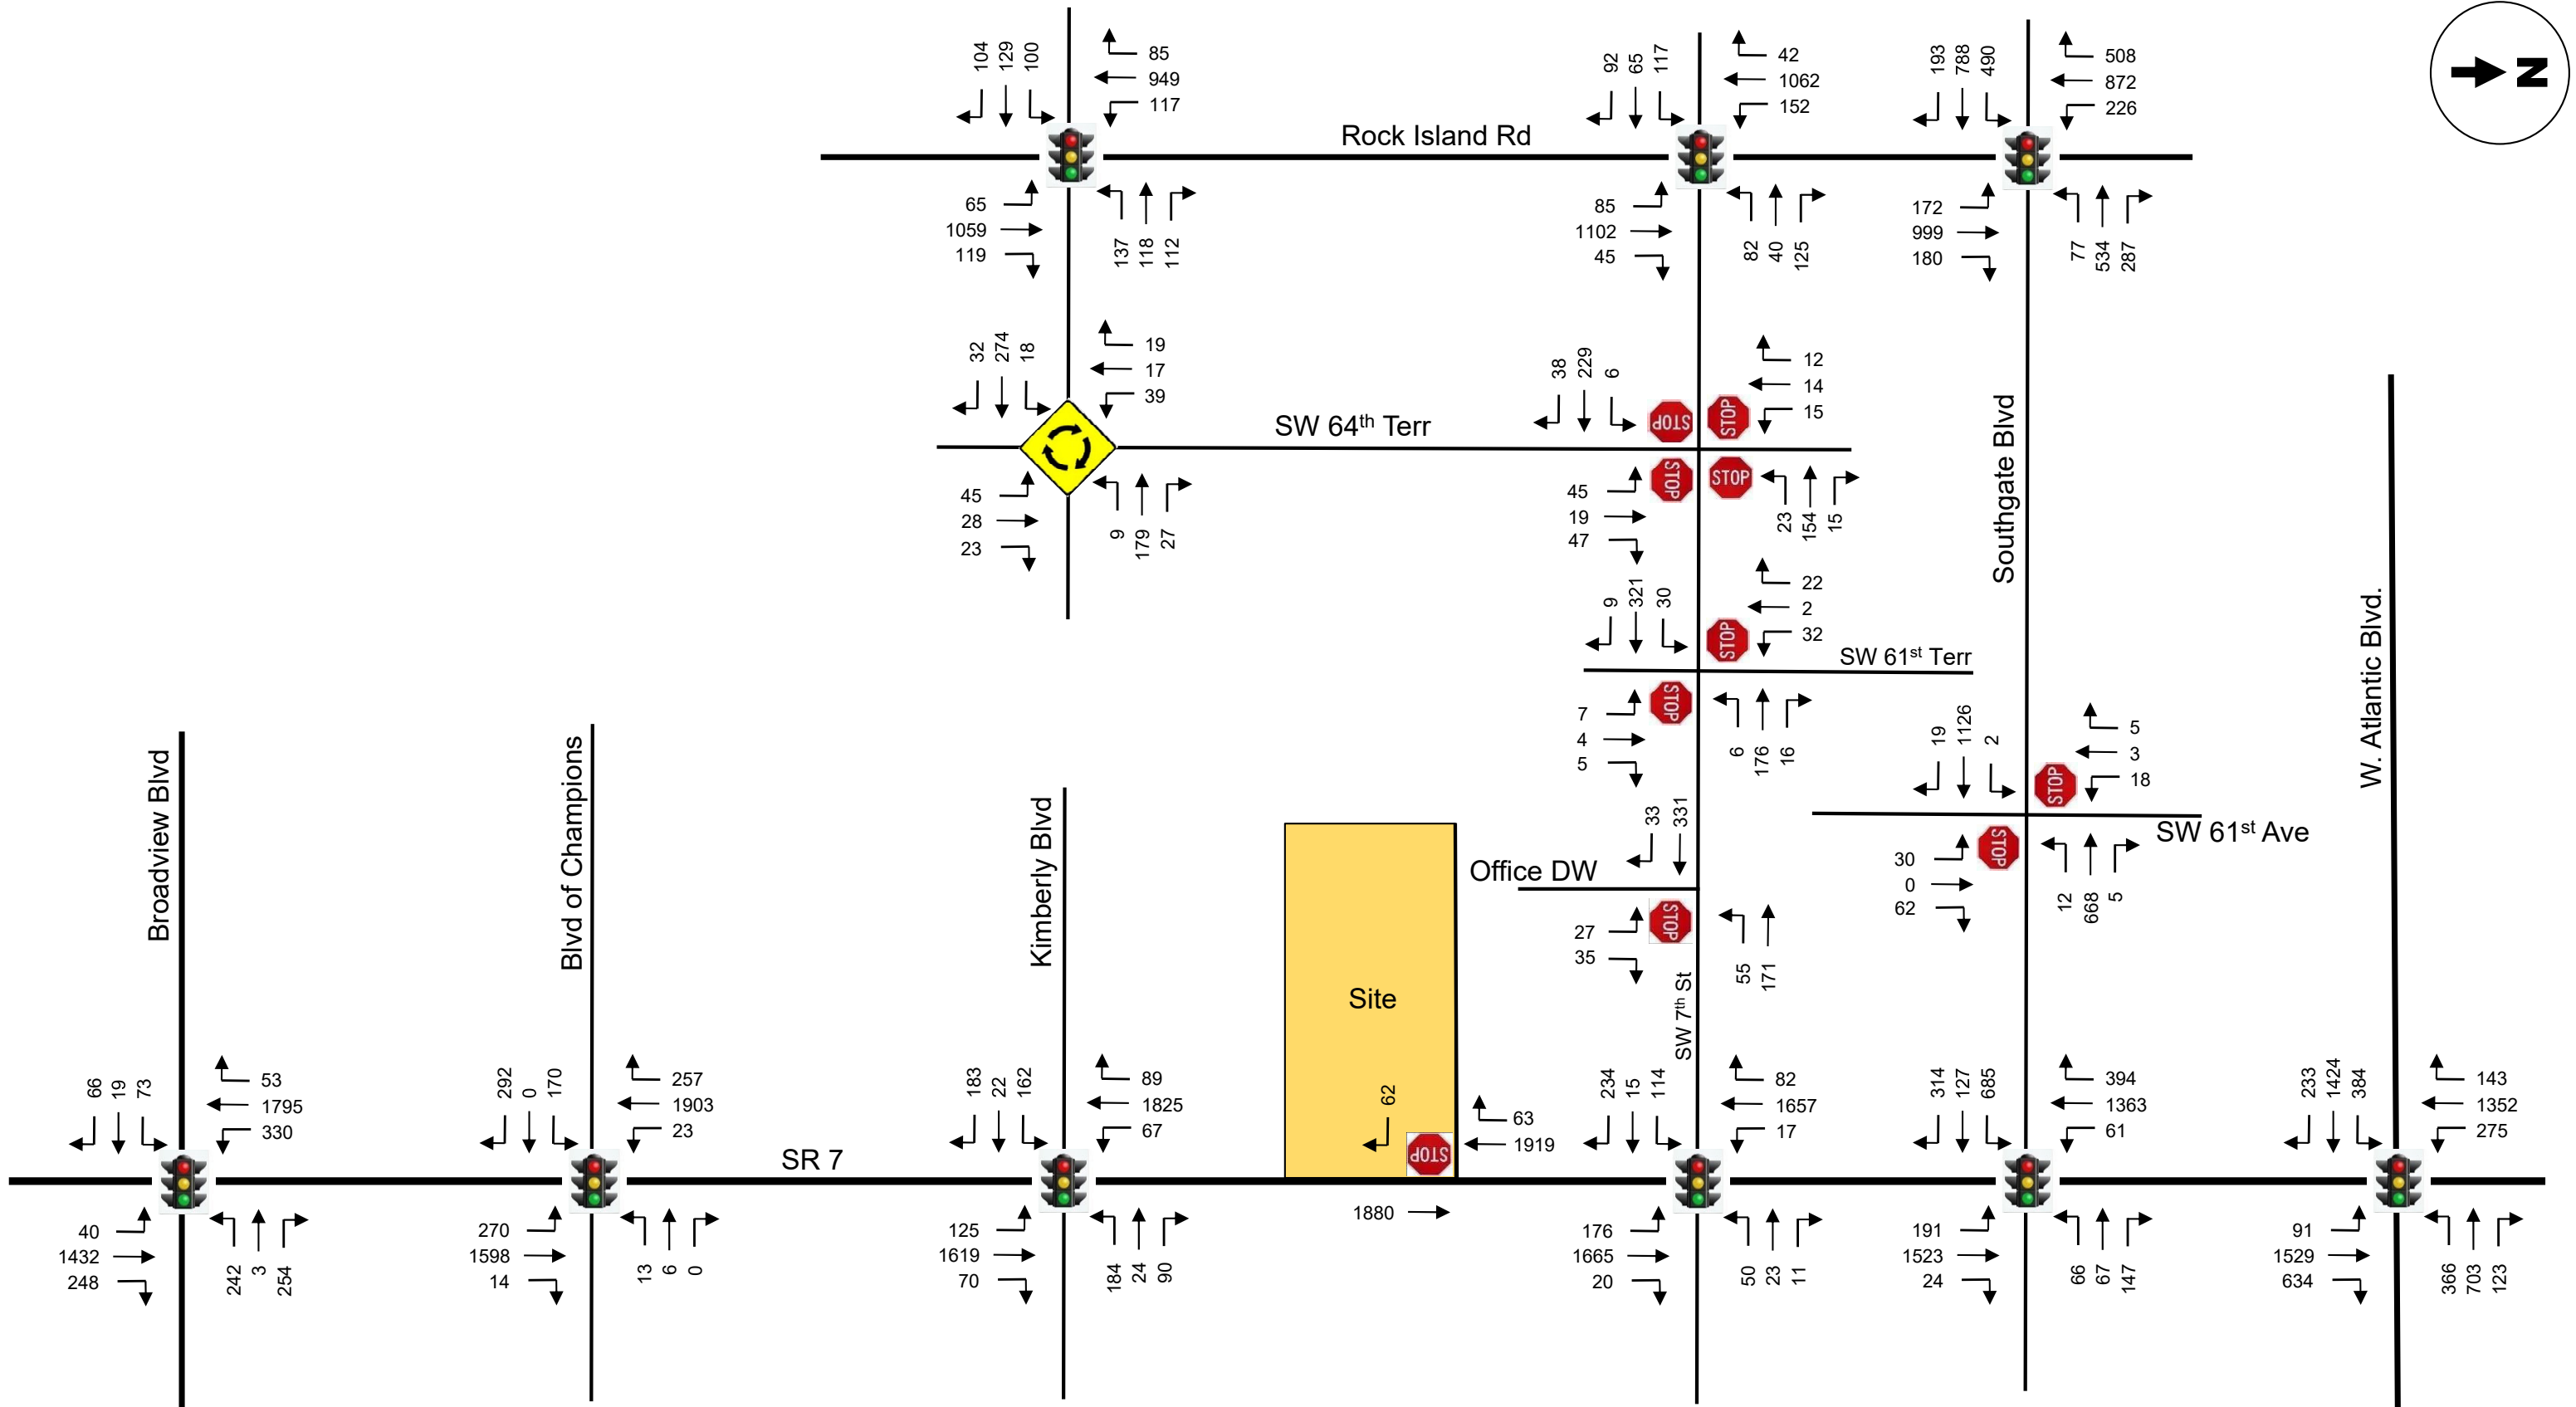 104 129 100
85
949
117
92 65 117
42
1062
152
193 788 490
508
872
226
N
Rock Island Rd
65
1059
119
137 118 112
85
1102
45
82 40 125
172
999
180
77 534 287
32 274 18
19
17
39
38 229 6
12
14
15
SW 64th Terr
STOP STOP
STOP STOP
45
28
23
9 179 27
45
19
47
23 154 15
Southgate Blvd
9 321 30
22
2
32
STOP
SW 61st Terr
STOP
7
4
5
6 176 16
W. Atlantic Blvd.
19 1126 2
5
3
18
STOP
SW 61st Ave
STOP
30
0
62
12 668 5
Broadview Blvd
Blvd of Champions
Kimberly Blvd
33 331
Office DW
STOP
27
35
55 171
Site
SW 7th St
66 19 73
53
1795
330
292 0 170
257
1903
23
183 22 162
89
1825
67
62
63
1919
STOP
234 15 114
82
1657
17
314 127 685
394
1363
61
233 1424 384
143
1352
275
SR 7
40
1432
248
242 3 254
270
1598
14
13 6 0
125
1619
70
184 24 90
1880
176
1665
20
50 23 11
191
1523
24
66 67 147
91
1529
634
366 703 123